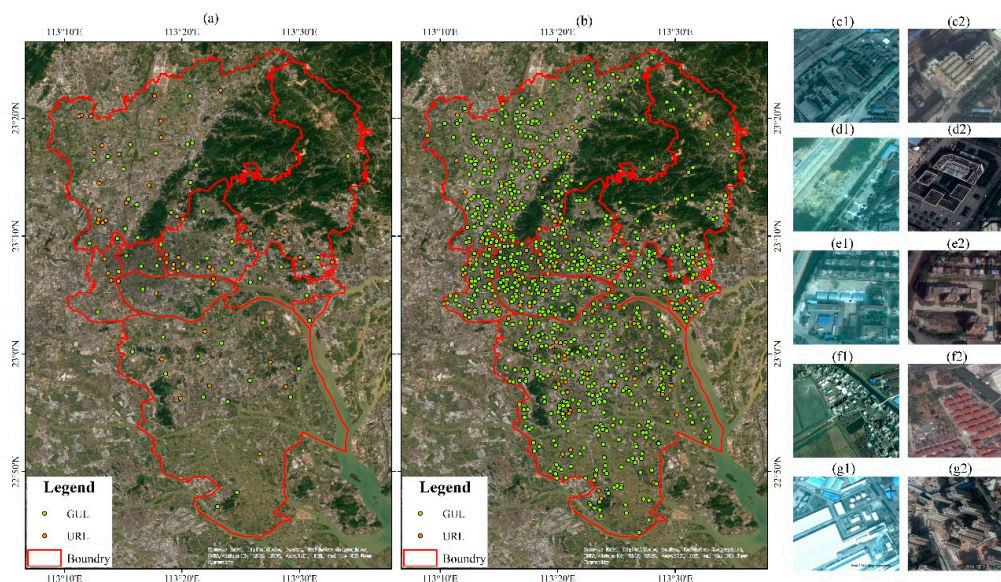 (a)
(b)
(c1)
(c2)
113°10'E
113°20'E
113°30'E
113°10'E
113°20'E
113°30'E
(d1)
(d2)
23°20'N
23°20'N
23°10'N
23°10'N
(e1)
(e2)
23°0'N
23°0'N
(f1)
(f2)
22°50'N
22°50'N
(g1)
(g2)
Legend
GUL
URL
Boundry
Legend
GUL
URL
Boundry
113°10'E
113°20'E
113°30'E
113°10'E
113°20'E
113°30'E